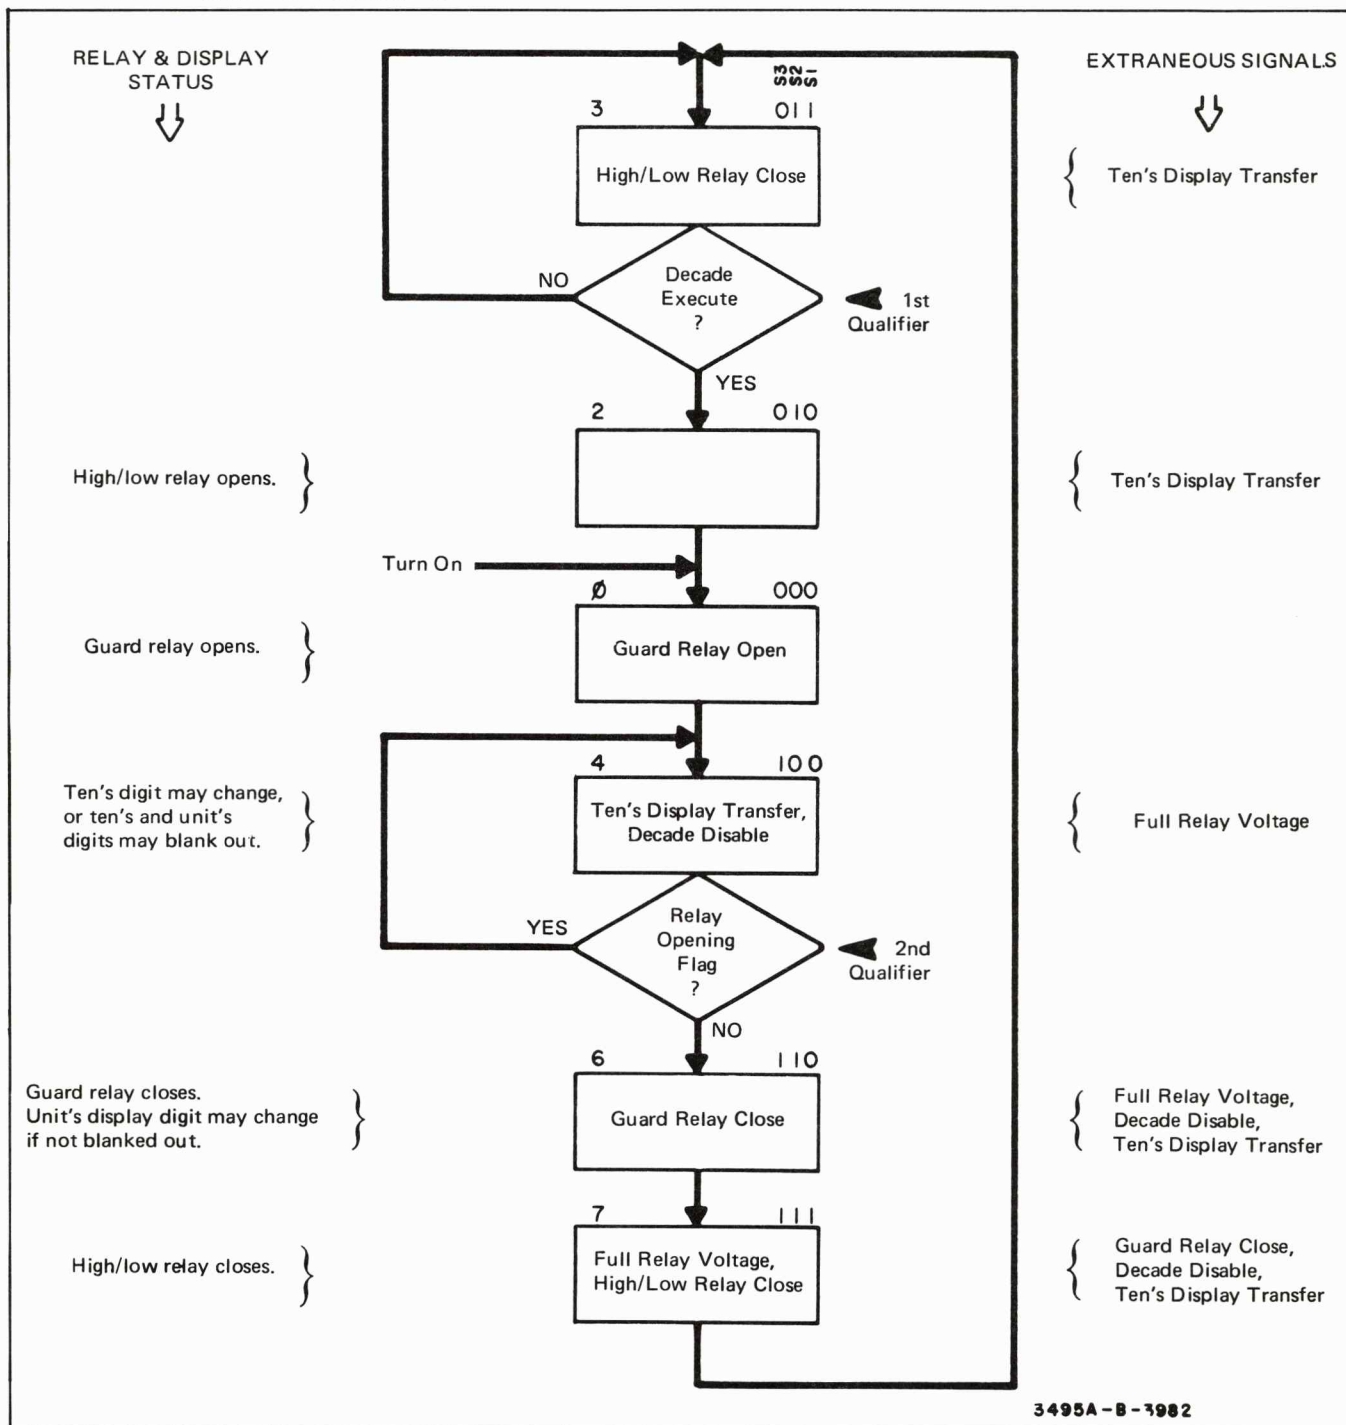 RELAY & DISPLAY
STATUS
EXTRANEOUS SIGNALS
S3
S2
S1
3
011
High/Low Relay Close
Ten's Display Transfer
Decade
Execute
?
NO
1st
Qualifier
YES
2
010
High/low relay opens.
Ten's Display Transfer
Turn On
Ø
000
Guard relay opens.
Guard Relay Open
4
100
Ten's digit may change,
or ten's and unit's
digits may blank out.
Ten's Display Transfer,
Decade Disable
Full Relay Voltage
YES
Relay
Opening
Flag
?
2nd
Qualifier
NO
6
110
Guard relay closes.
Unit's display digit may change
if not blanked out.
Guard Relay Close
Full Relay Voltage,
Decade Disable,
Ten's Display Transfer
7
111
High/low relay closes.
Full Relay Voltage,
High/Low Relay Close
Guard Relay Close,
Decade Disable,
Ten's Display Transfer
3495A-B-3982